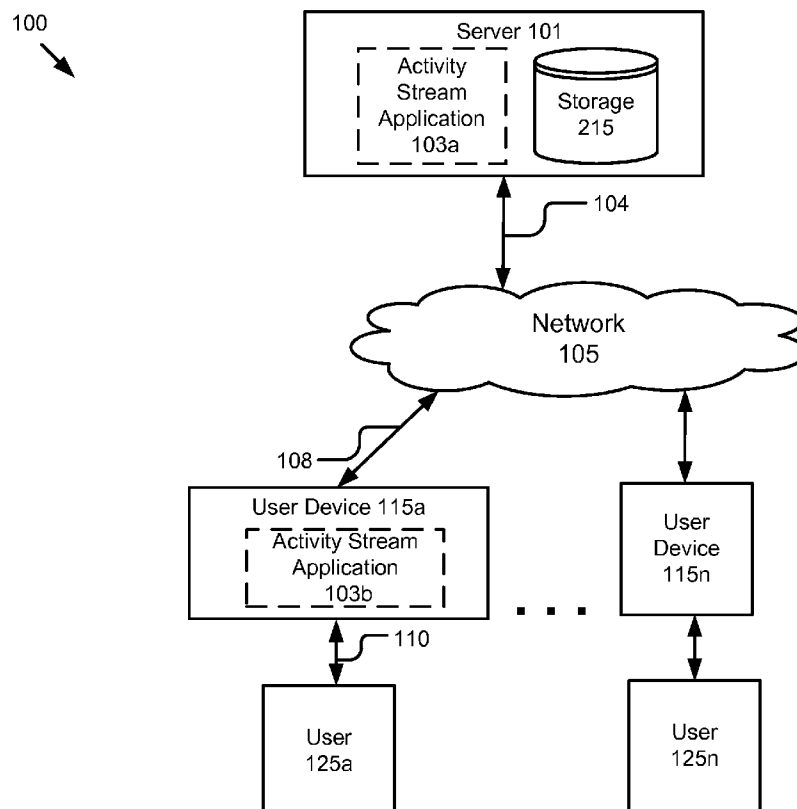 100
Server 101
Activity
Stream
Application
103a
Storage
215
104
Network
105
108
User Device 115a
Activity Stream
Application
103b
User
Device
115n
110
User
125a
User
125n